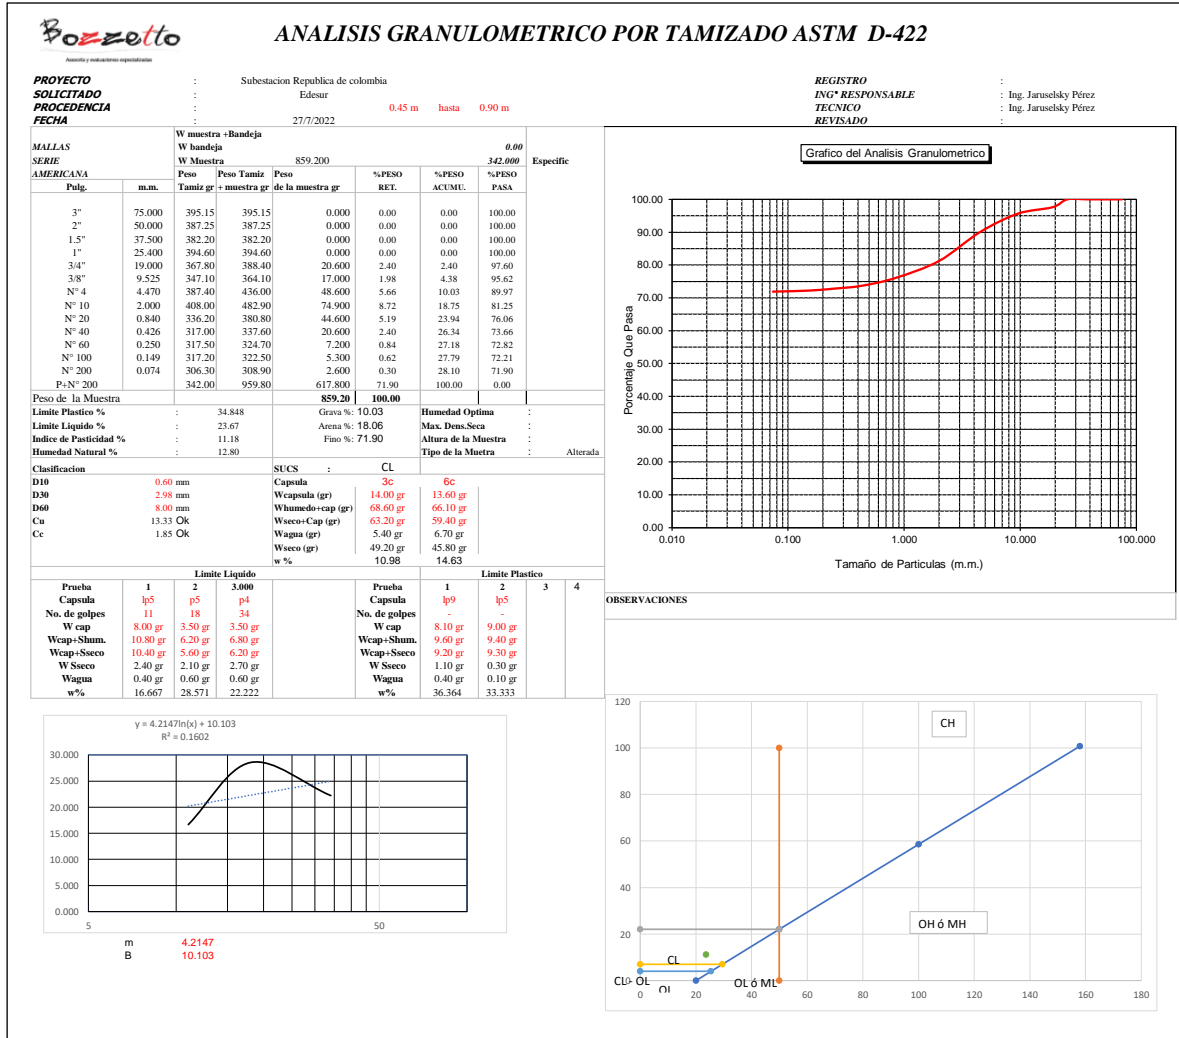 Bozzetto
Asesoria y evaluaciones especializadas
ANALISIS GRANULOMETRICO POR TAMIZADO ASTM D-422
PROYECTO : Subestacion Republica de colombia REGISTRO :
SOLICITADO : Edesur ING° RESPONSABLE : Ing. Jaruselsky Pérez
PROCEDENCIA : 0.45 m hasta 0.90 m TECNICO : Ing. Jaruselsky Pérez
FECHA 27/7/2022 REVISADO :
W muestra +Bandeja
MALLAS W bandeja 0.00
SERIE W Muestra 859.200 342.000 Especific
AMERICANA Peso Peso Tamiz Peso %PESO %PESO %PESO
Pulg. m.m. Tamiz gr + muestra gr de la muestra gr RET. ACUMU. PASA
3" 75.000 395.15 395.15 0.000 0.00 0.00 100.00
2" 50.000 387.25 387.25 0.000 0.00 0.00 100.00
1.5" 37.500 382.20 382.20 0.000 0.00 0.00 100.00
1" 25.400 394.60 394.60 0.000 0.00 0.00 100.00
3/4" 19.000 367.80 388.40 20.600 2.40 2.40 97.60
3/8" 9.525 347.10 364.10 17.000 1.98 4.38 95.62
N° 4 4.470 387.40 436.00 48.600 5.66 10.03 89.97
N° 10 2.000 408.00 482.90 74.900 8.72 18.75 81.25
N° 20 0.840 336.20 380.80 44.600 5.19 23.94 76.06
N° 40 0.426 317.00 337.60 20.600 2.40 26.34 73.66
N° 60 0.250 317.50 324.70 7.200 0.84 27.18 72.82
N° 100 0.149 317.20 322.50 5.300 0.62 27.79 72.21
N° 200 0.074 306.30 308.90 2.600 0.30 28.10 71.90
P+N° 200 342.00 959.80 617.800 71.90 100.00 0.00
Peso de la Muestra 859.20 100.00
Limite Plastico % : 34.848 Grava %: 10.03 Humedad Optima :
Limite Liquido % : 23.67 Arena %: 18.06 Max. Dens.Seca :
Indice de Pasticidad % : 11.18 Fino %: 71.90 Altura de la Muestra :
Humedad Natural % : 12.80 Tipo de la Muetra : Alterada
Clasificacion SUCS : CL
D10 0.60 mm Capsula 3c 6c
D30 2.98 mm Wcapsula (gr) 14.00 gr 13.60 gr
D60 8.00 mm Whumedo+cap (gr) 68.60 gr 66.10 gr
Cu 13.33 Ok Wseco+Cap (gr) 63.20 gr 59.40 gr
Cc 1.85 Ok Wagua (gr) 5.40 gr 6.70 gr
Wseco (gr) 49.20 gr 45.80 gr
w % 10.98 14.63
Limite Liquido Limite Plastico
Prueba 1 2 3.000 Prueba 1 2 3 4
Capsula lp5 p5 p4 Capsula lp9 lp5
No. de golpes 11 18 34 No. de golpes - -
W cap 8.00 gr 3.50 gr 3.50 gr W cap 8.10 gr 9.00 gr
Wcap+Shum. 10.80 gr 6.20 gr 6.80 gr Wcap+Shum. 9.60 gr 9.40 gr
Wcap+Sseco 10.40 gr 5.60 gr 6.20 gr Wcap+Sseco 9.20 gr 9.30 gr
W Sseco 2.40 gr 2.10 gr 2.70 gr W Sseco 1.10 gr 0.30 gr
Wagua 0.40 gr 0.60 gr 0.60 gr Wagua 0.40 gr 0.10 gr
w% 16.667 28.571 22.222 w% 36.364 33.333
Grafico del Analisis Granulometrico
Porcentaje Que Pasa
100.00
90.00
80.00
70.00
60.00
50.00
40.00
30.00
20.00
10.00
0.00
0.010 0.100 1.000 10.000 100.000
Tamaño de Particulas (m.m.)
OBSERVACIONES
y = 4.2147ln(x) + 10.103
R² = 0.1602
30.000
25.000
20.000
15.000
10.000
5.000
0.000
5 50
m 4.2147
B 10.103
120
100
80
60
40
20
0
CH
OH ó MH
CL
CL - OL
OL
OL ó ML
0 20 40 60 80 100 120 140 160 180